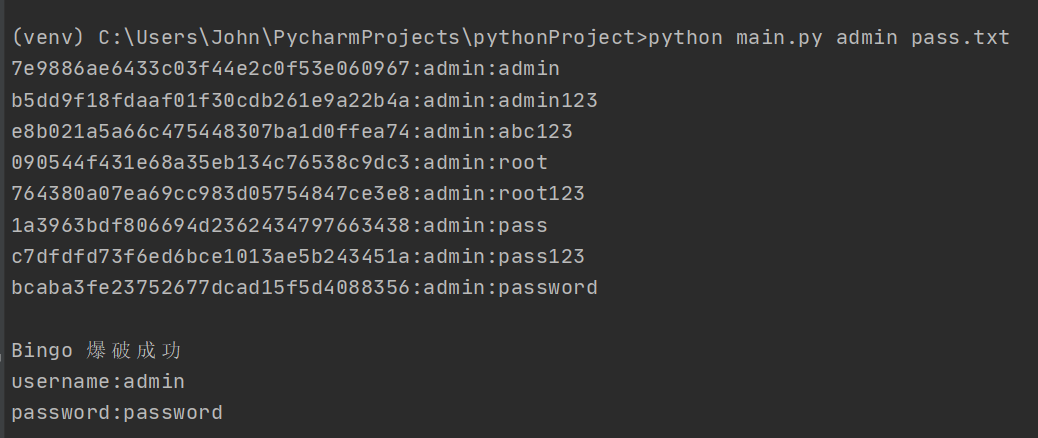 (venv) C:\Users\John\PycharmProjects\pythonProject>python main.py admin pass.txt
7e9886ae6433c03f44e2c0f53e060967:admin:admin
b5dd9f18fdaaf01f30cdb261e9a22b4a:admin:admin123
e8b021a5a66c475448307ba1d0ffea74:admin:abc123
090544f431e68a35eb134c76538c9dc3:admin:root
764380a07ea69cc983d05754847ce3e8:admin:root123
1a3963bdf806694d2362434797663438:admin:pass
c7dfdfd73f6ed6bce1013ae5b243451a:admin:pass123
bcaba3fe23752677dcad15f5d4088356:admin:password
Bingo 爆破成功
username:admin
password:password